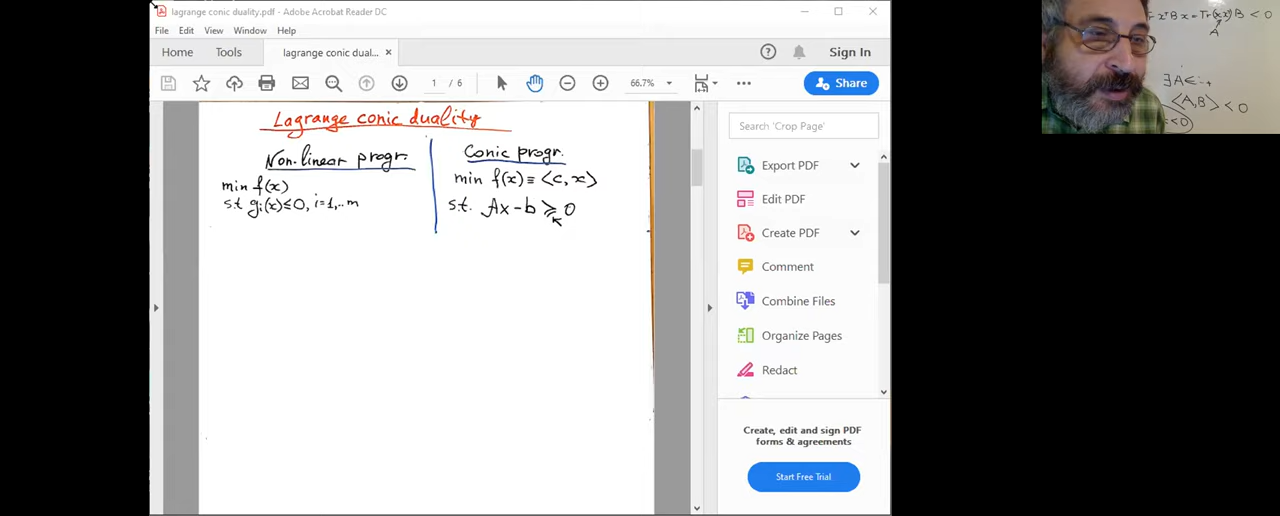 lagrange conic duality.pdf - Adobe Acrobat Reader DC
File Edit View Window Help
Home Tools lagrange conic dual... × Sign In
1 / 6 66.7% Share
Lagrange conic duality
Non-linear progr.
min f(x)
s.t gi(x) ≤ 0, i=1,..m
Conic progr.
min f(x) ≡ <c, x>
s.t. Ax - b ≥ 0
Search 'Crop Page'
Export PDF
Edit PDF
Create PDF
Comment
Combine Files
Organize Pages
Redact
Create, edit and sign PDF
forms & agreements
Start Free Trial
B < 0
A
∃A
<A,B> < 0